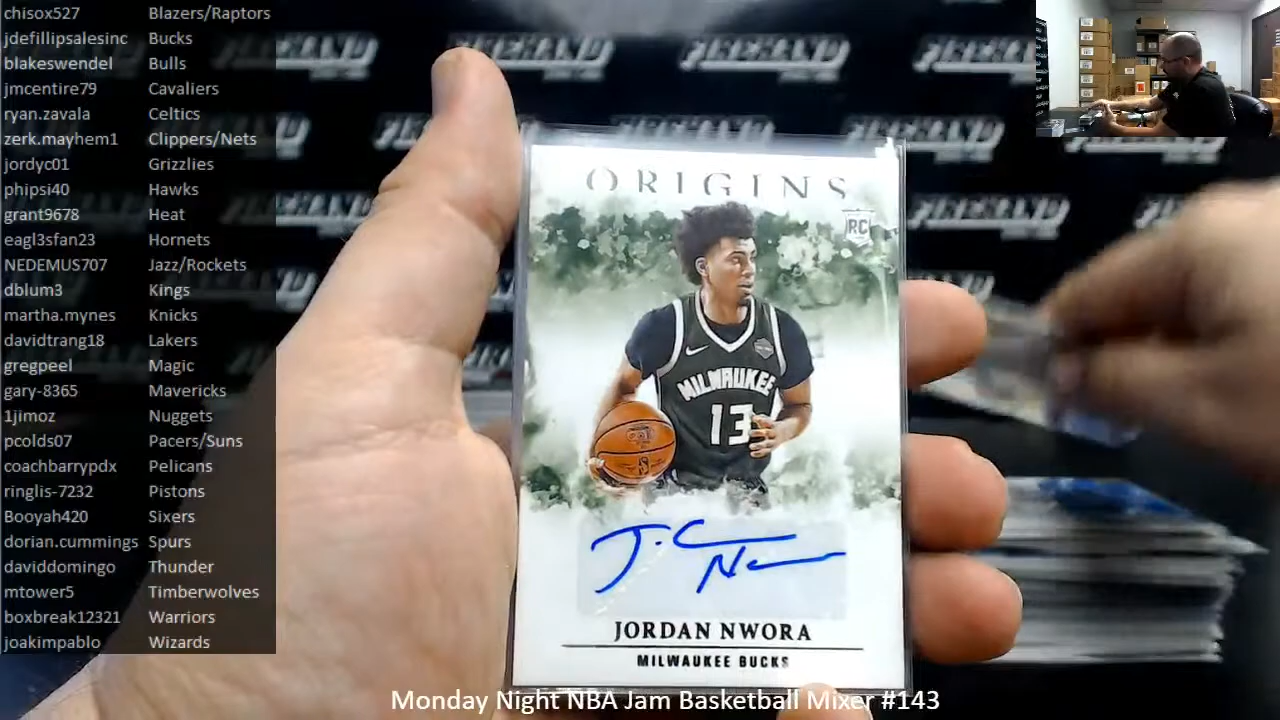 chisox527 Blazers/Raptors
jdefillipsalesinc Bucks
blakeswendel Bulls
jmcentire79 Cavaliers
ryan.zavala Celtics
zerk.mayhem1 Clippers/Nets
jordyc01 Grizzlies
phipsi40 Hawks
grant9678 Heat
eagl3sfan23 Hornets
NEDEMUS707 Jazz/Rockets
dblum3 Kings
martha.mynes Knicks
davidtrang18 Lakers
gregpeel Magic
gary-8365 Mavericks
1jimoz Nuggets
pcolds07 Pacers/Suns
coachbarrypdx Pelicans
ringlis-7232 Pistons
Booyah420 Sixers
dorian.cummings Spurs
daviddomingo Thunder
mtower5 Timberwolves
boxbreak12321 Warriors
joakimpablo Wizards
ORIGINS
RC
MILWAUKEE
13
J.C Nw
JORDAN NWORA
MILWAUKEE BUCKS
FIREHAND
Monday Night NBA Jam Basketball Mixer #143